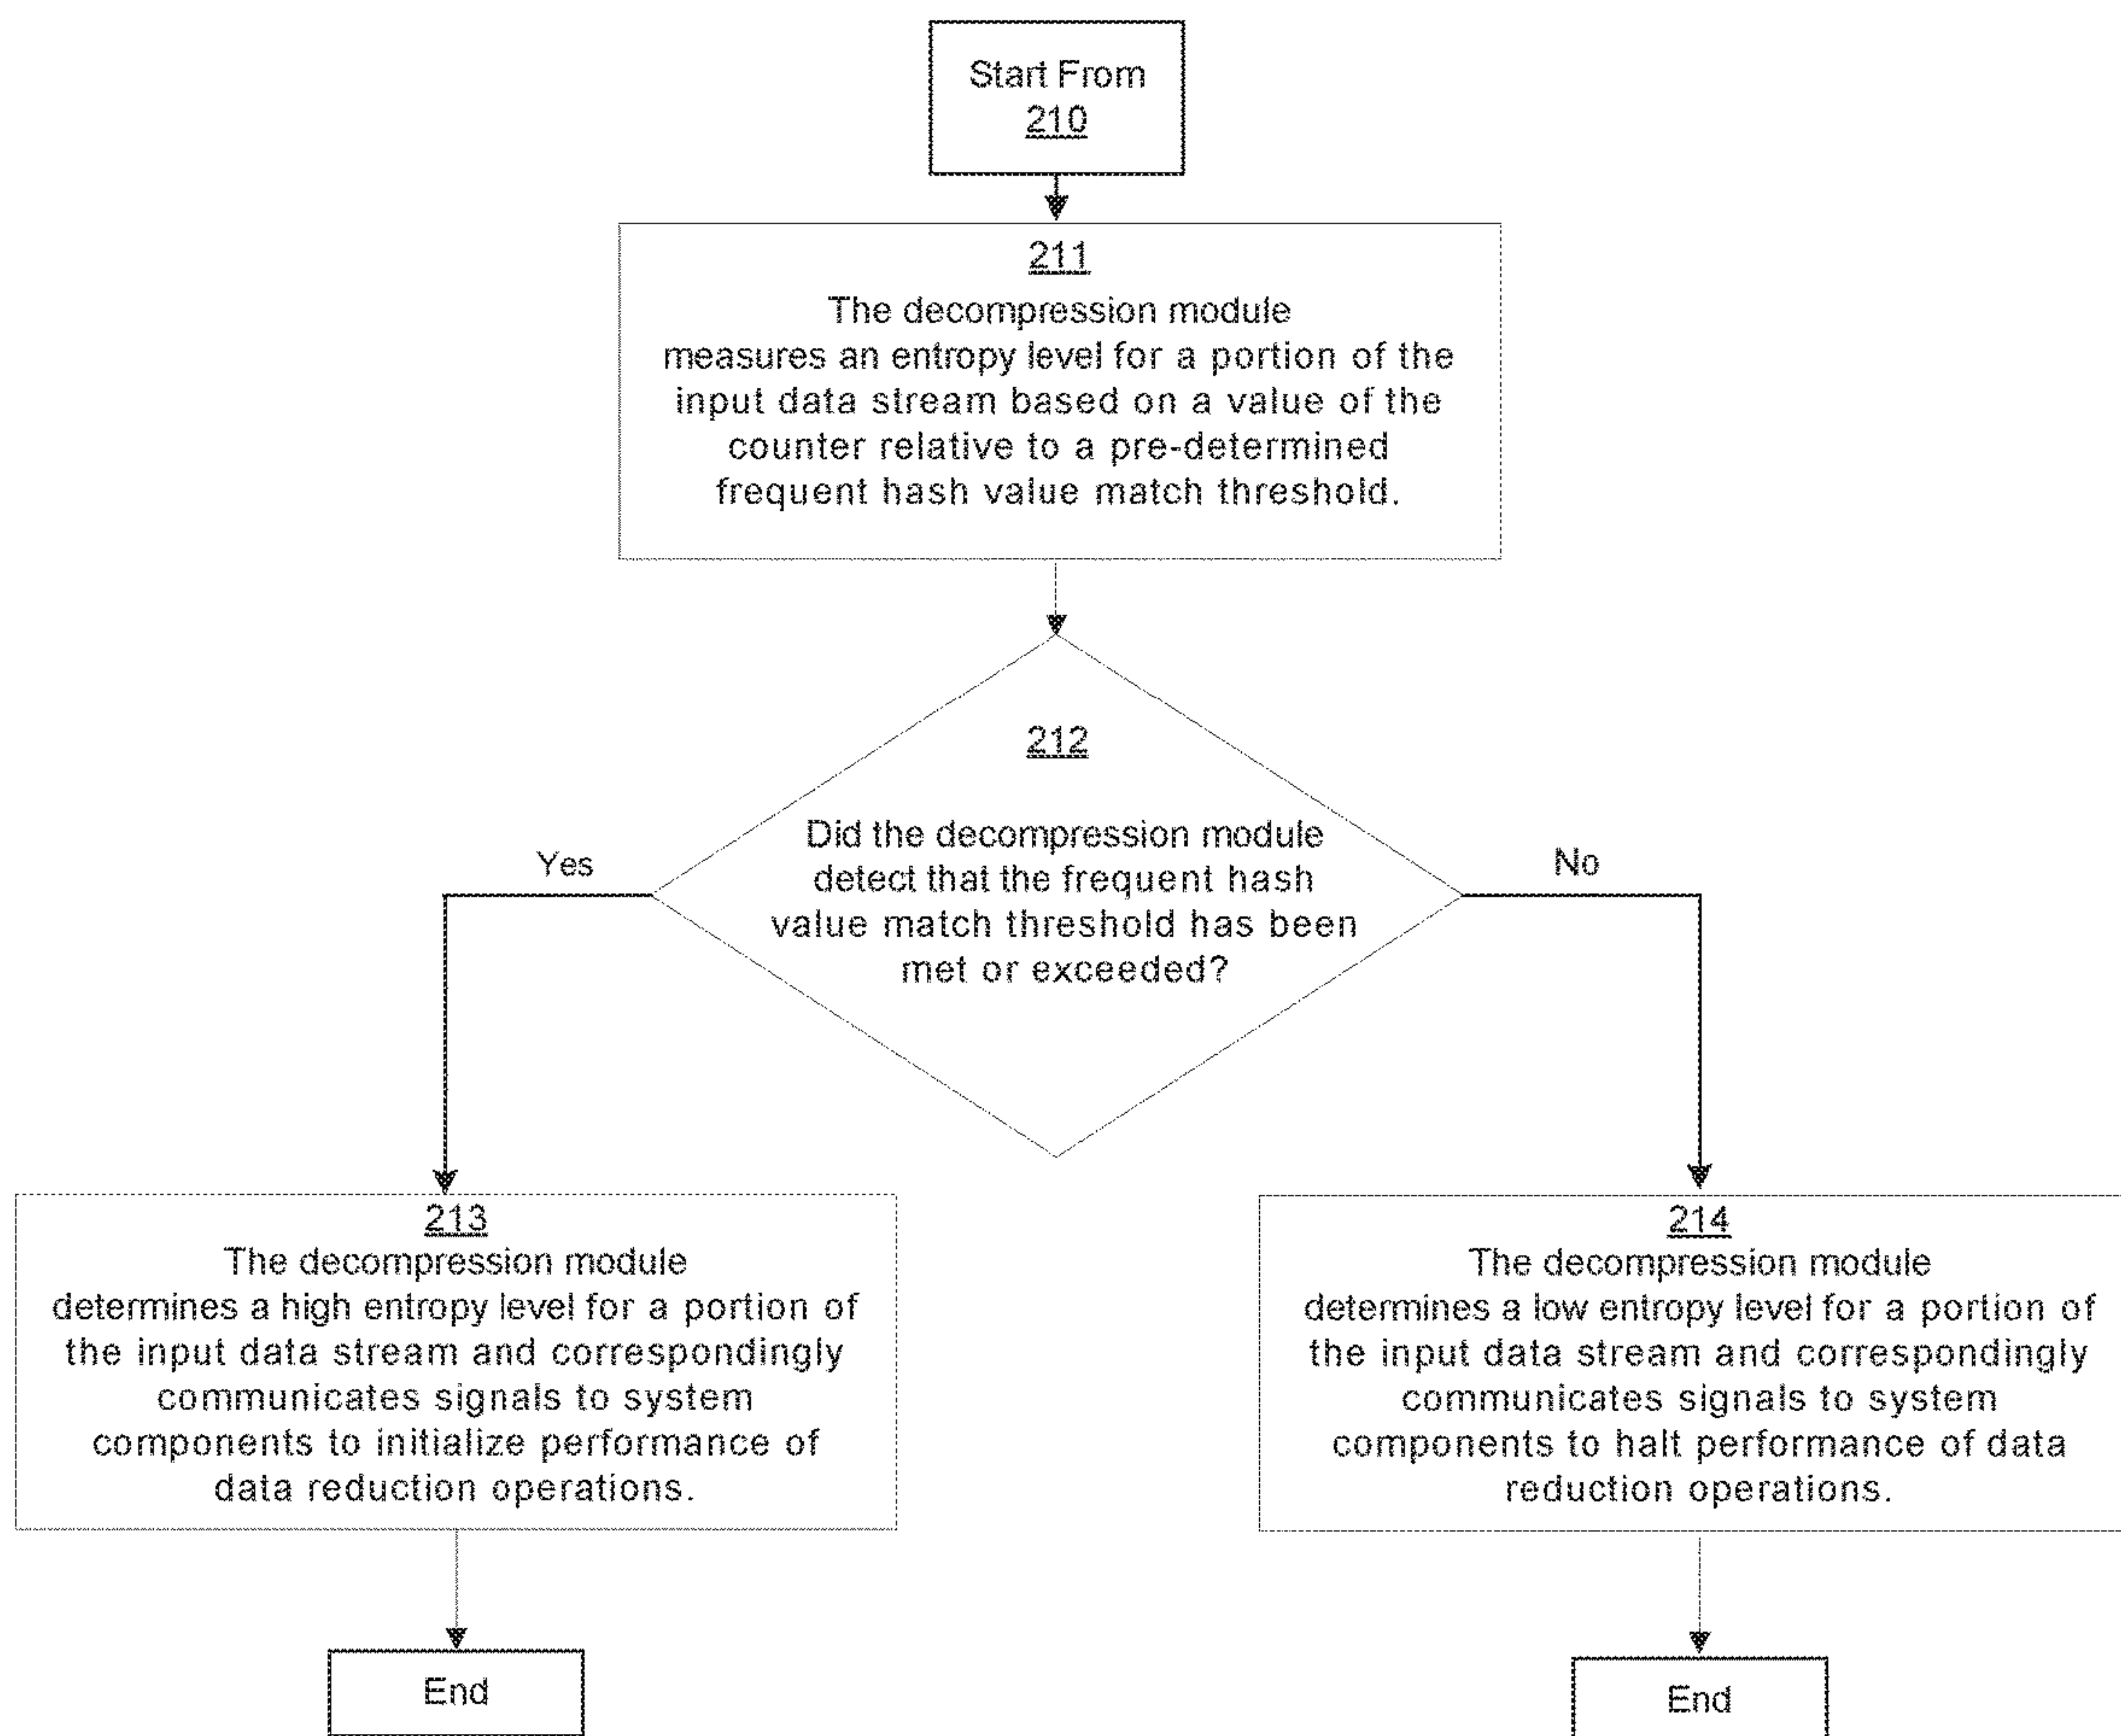 Start From
210
211
The decompression module
measures an entropy level for a portion of the
input data stream based on a value of the
counter relative to a pre-determined
frequent hash value match threshold.
212
Did the decompression module
detect that the frequent hash
value match threshold has been
met or exceeded?
Yes
No
213
The decompression module
determines a high entropy level for a portion of
the input data stream and correspondingly
communicates signals to system
components to initialize performance of
data reduction operations.
214
The decompression module
determines a low entropy level for a portion of
the input data stream and correspondingly
communicates signals to system
components to halt performance of data
reduction operations.
End
End